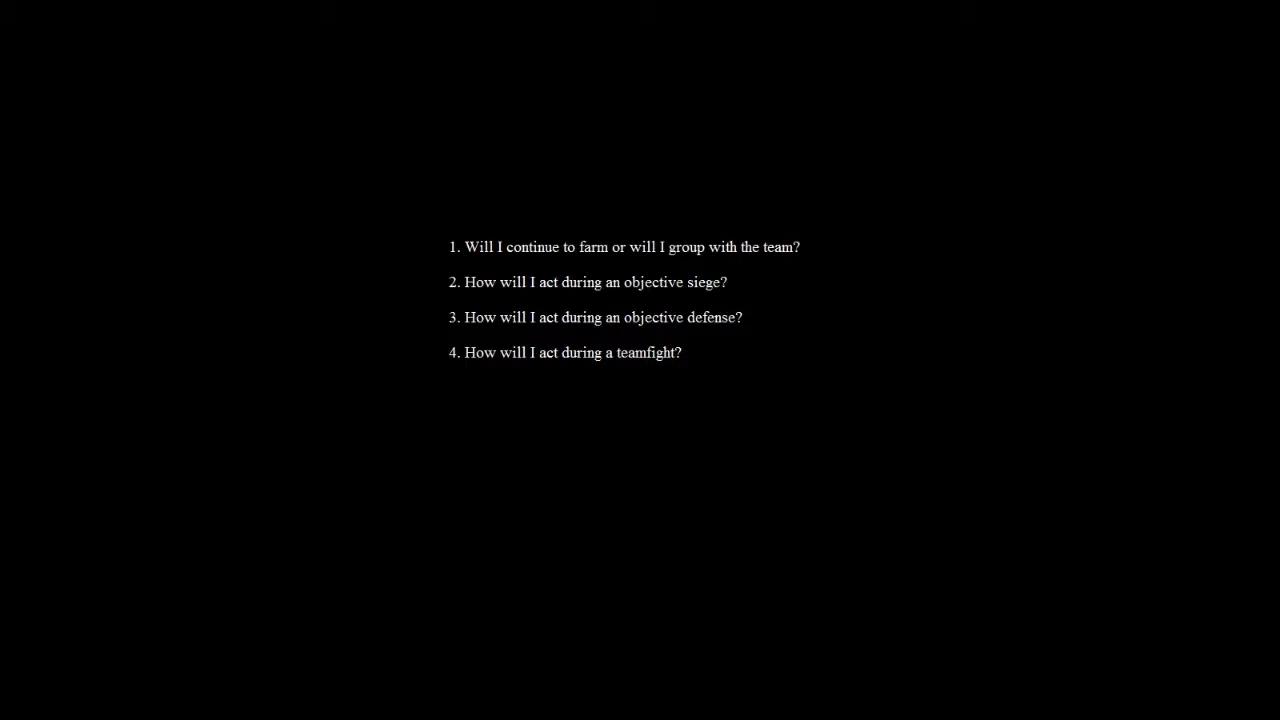 1. Will I continue to farm or will I group with the team?
2. How will I act during an objective siege?
3. How will I act during an objective defense?
4. How will I act during a teamfight?